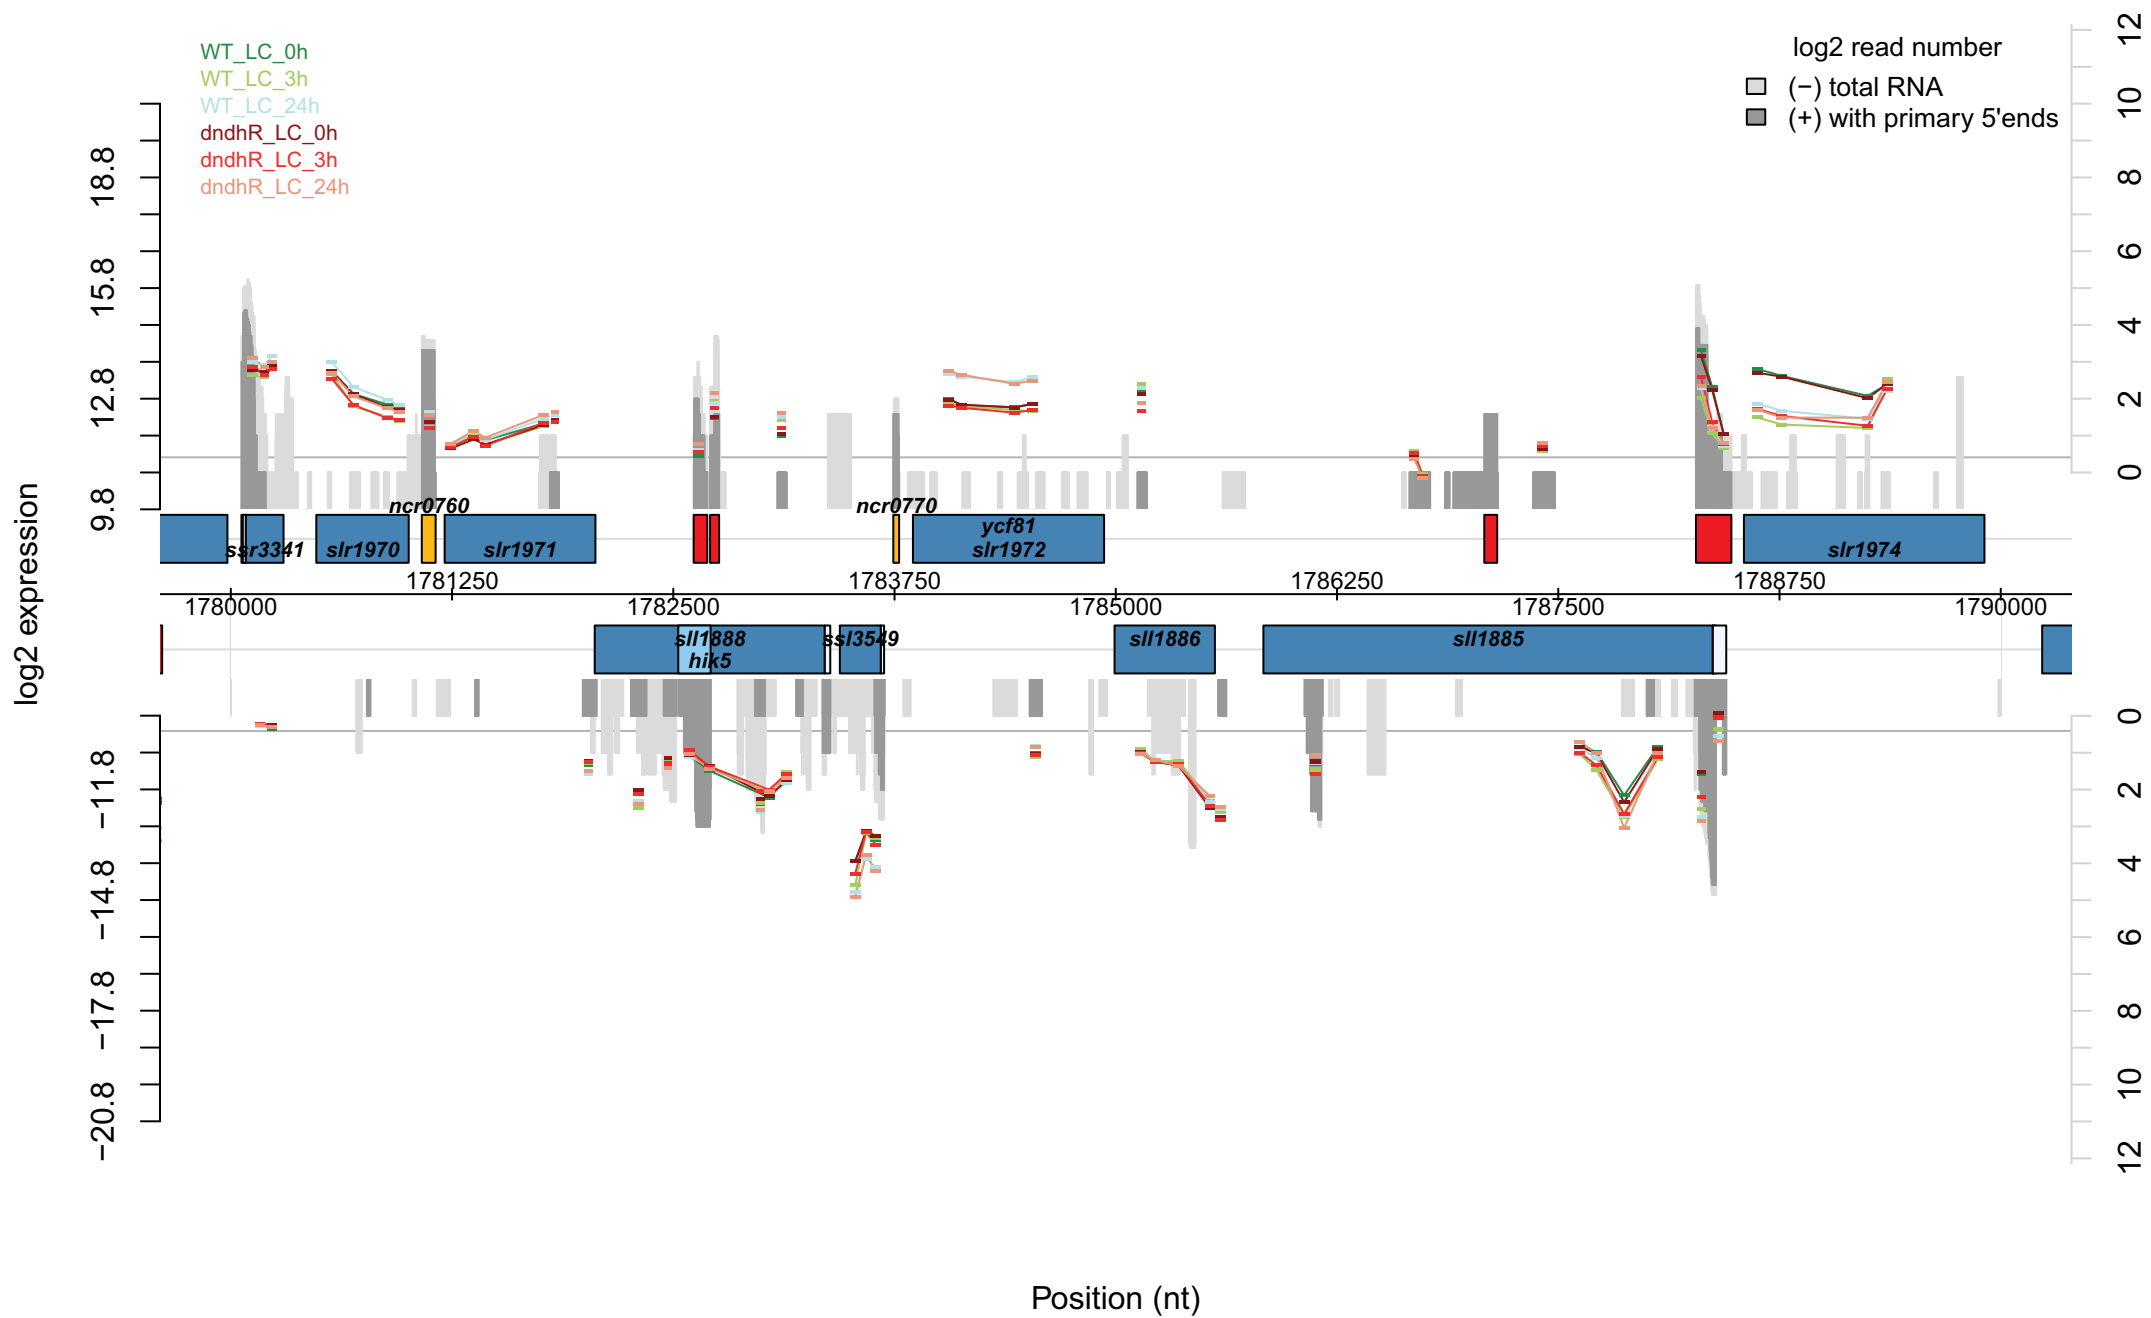 WT_LC_0h
WT_LC_3h
WT_LC_24h
dndhR_LC_0h
dndhR_LC_3h
dndhR_LC_24h
log2 read number
(−) total RNA
(+) with primary 5'ends
log2 expression
18.8
15.8
12.8
9.8
12
10
8
6
4
2
0
ncr0760
ncr0770
ssr3341
slr1970
slr1971
ycf81
slr1972
slr1974
1781250
1783750
1786250
1788750
1780000
1782500
1785000
1787500
1790000
sll1888
hik5
ssl3549
sll1886
sll1885
−11.8
−14.8
−17.8
−20.8
0
2
4
6
8
10
12
Position (nt)